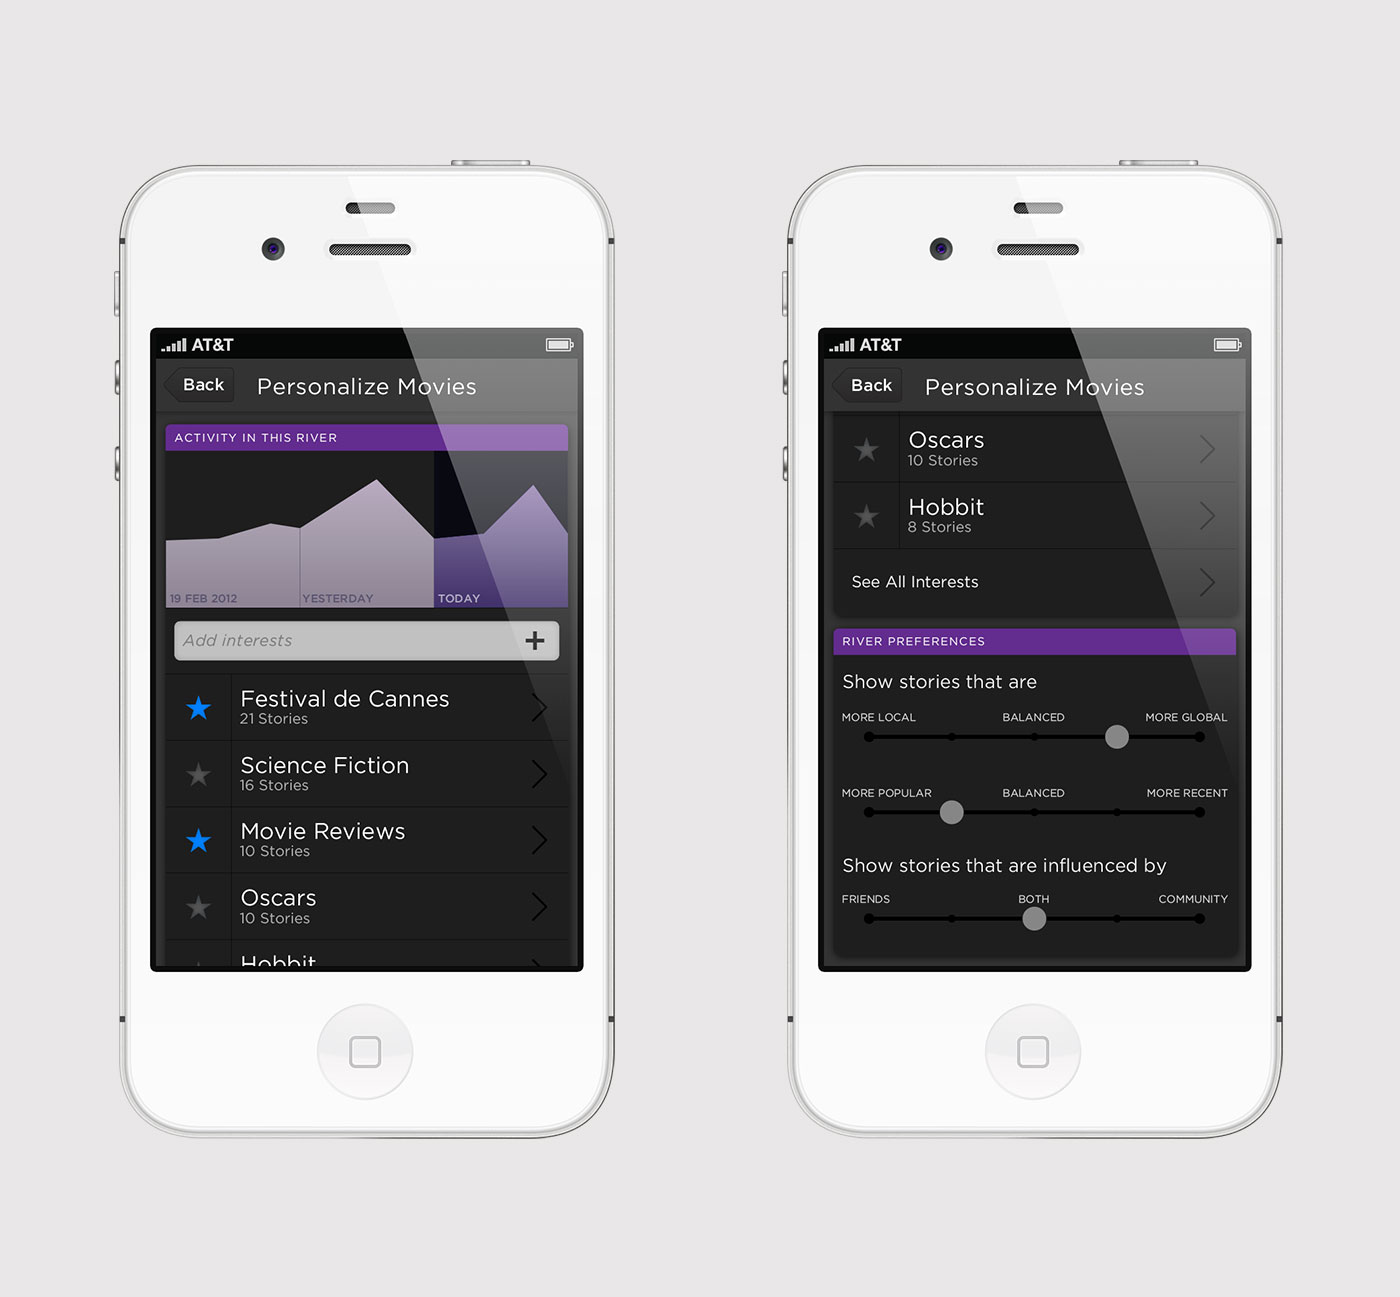 AT&T
Back
Personalize Movies
ACTIVITY IN THIS RIVER
19 FEB 2012
YESTERDAY
TODAY
Add interests
Festival de Cannes
21 Stories
Science Fiction
16 Stories
Movie Reviews
10 Stories
Oscars
10 Stories
Hobbit
AT&T
Back
Personalize Movies
Oscars
10 Stories
Hobbit
8 Stories
See All Interests
RIVER PREFERENCES
Show stories that are
MORE LOCAL
BALANCED
MORE GLOBAL
MORE POPULAR
BALANCED
MORE RECENT
Show stories that are influenced by
FRIENDS
BOTH
COMMUNITY